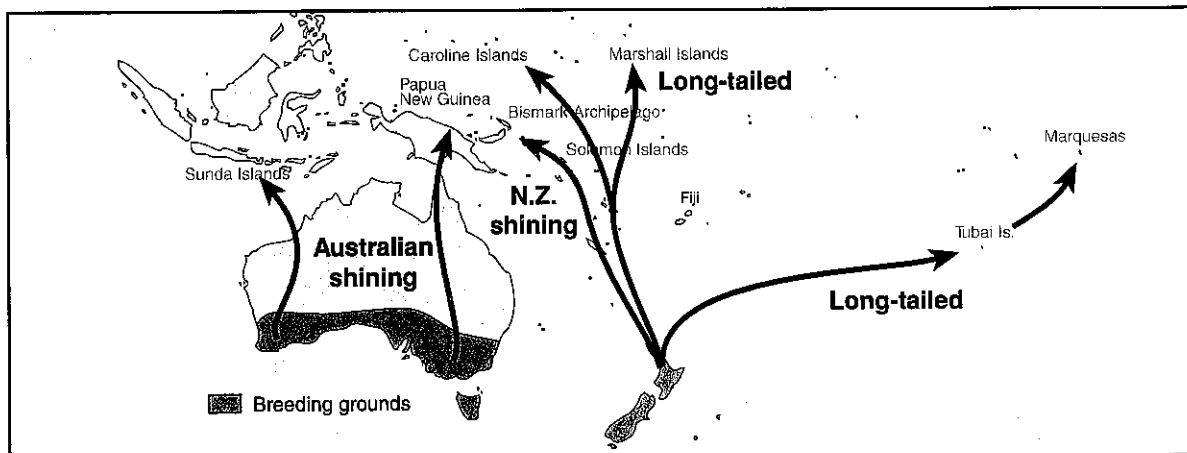 Caroline Islands
Marshall Islands
Long-tailed
Papua
New Guinea
Bismark Archipelago
Solomon Islands
Marquesas
Sunda Islands
N.Z.
shining
Fiji
Tubai Is.
Australian
shining
Long-tailed
Breeding grounds